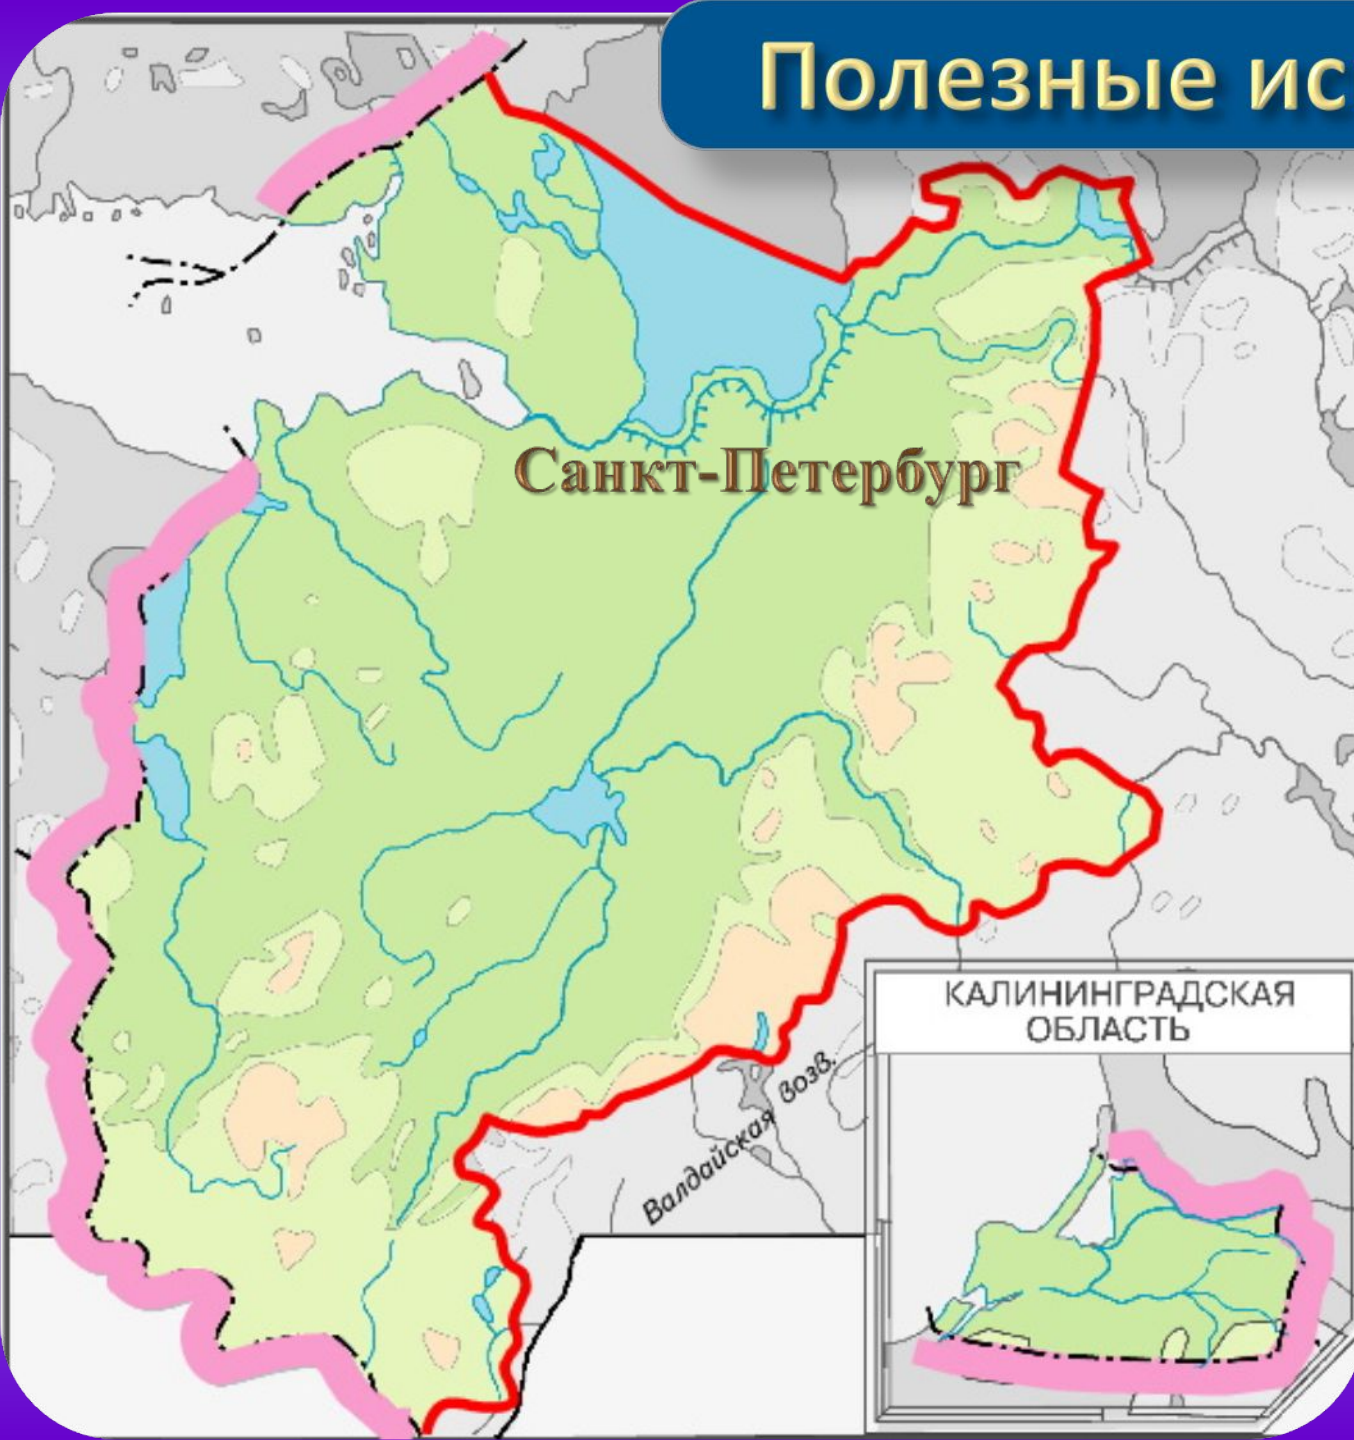 Полезные ис
Санкт-Петербург
Валдайская возв.
КАЛИНИНГРАДСКАЯ
ОБЛАСТЬ